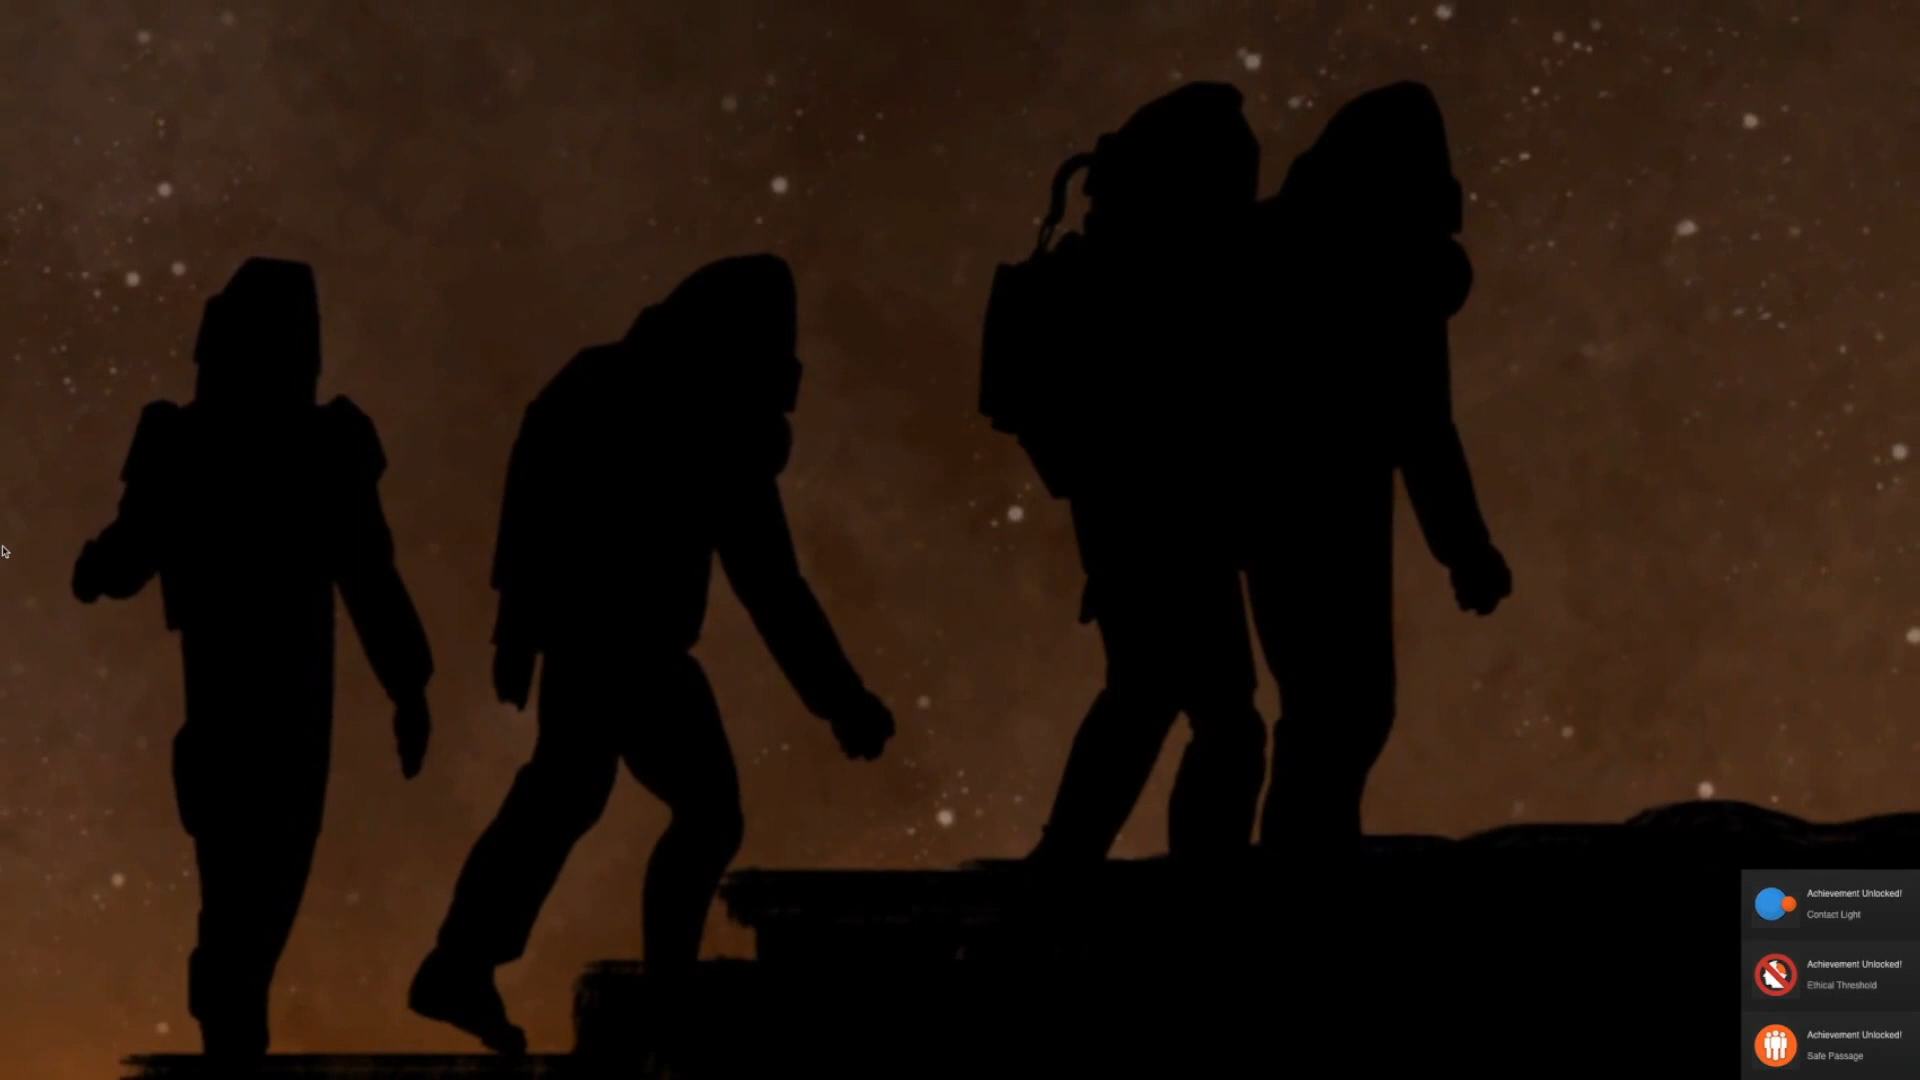 Achievement Unlocked!
Contact Light
Achievement Unlocked!
Ethical Threshold
Achievement Unlocked!
Safe Passage